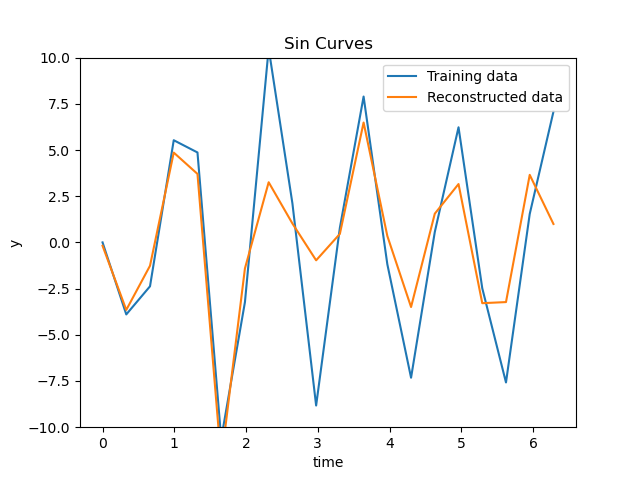 Sin Curves
Training data
Reconstructed data
10.0
7.5
5.0
2.5
0.0
−2.5
−5.0
−7.5
−10.0
y
0 1 2 3 4 5 6
time